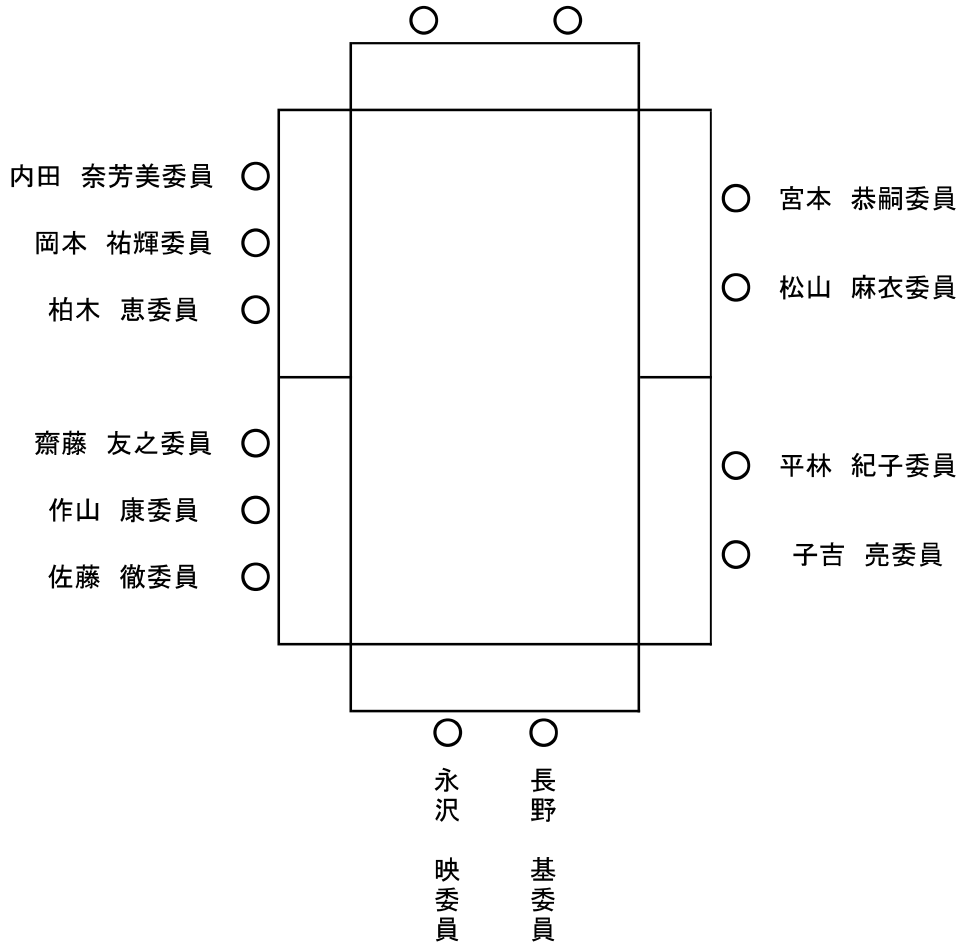 内田 奈芳美委員
岡本 祐輝委員
柏木 恵委員
齋藤 友之委員
作山 康委員
佐藤 徹委員
宮本 恭嗣委員
松山 麻衣委員
平林 紀子委員
子吉 亮委員
永沢 映委員
長野 基委員